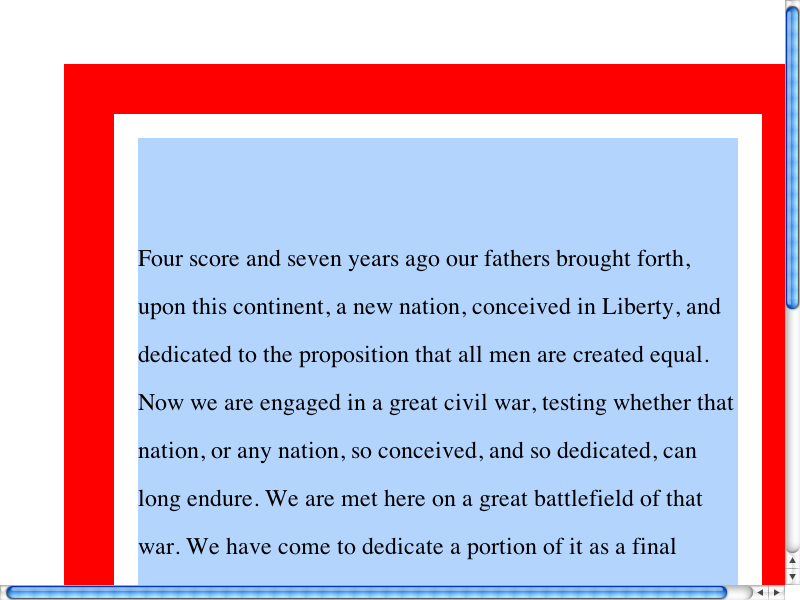 Four score and seven years ago our fathers brought forth,
upon this continent, a new nation, conceived in Liberty, and
dedicated to the proposition that all men are created equal.
Now we are engaged in a great civil war, testing whether that
nation, or any nation, so conceived, and so dedicated, can
long endure. We are met here on a great battlefield of that
war. We have come to dedicate a portion of it as a final